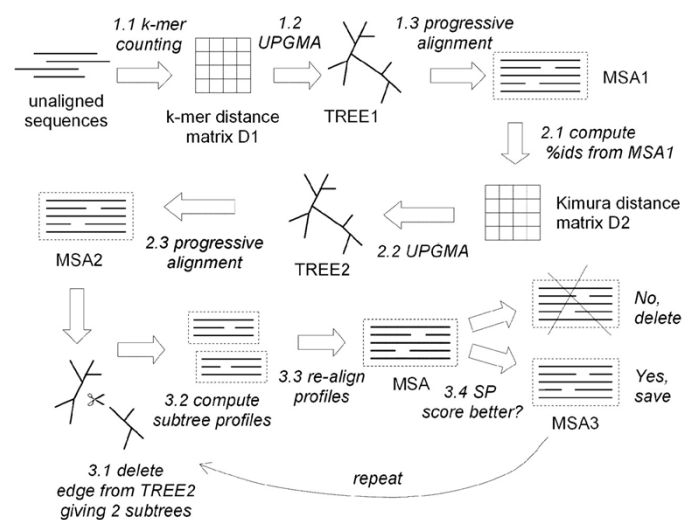 1.1 k-mer
counting
1.2
UPGMA
1.3 progressive
alignment
unaligned
sequences
k-mer distance
matrix D1
TREE1
MSA1
2.1 compute
%ids from MSA1
Kimura distance
matrix D2
2.2 UPGMA
TREE2
2.3 progressive
alignment
MSA2
3.1 delete
edge from TREE2
giving 2 subtrees
3.2 compute
subtree profiles
3.3 re-align
profiles
MSA
3.4 SP
score better?
No,
delete
Yes,
save
MSA3
repeat